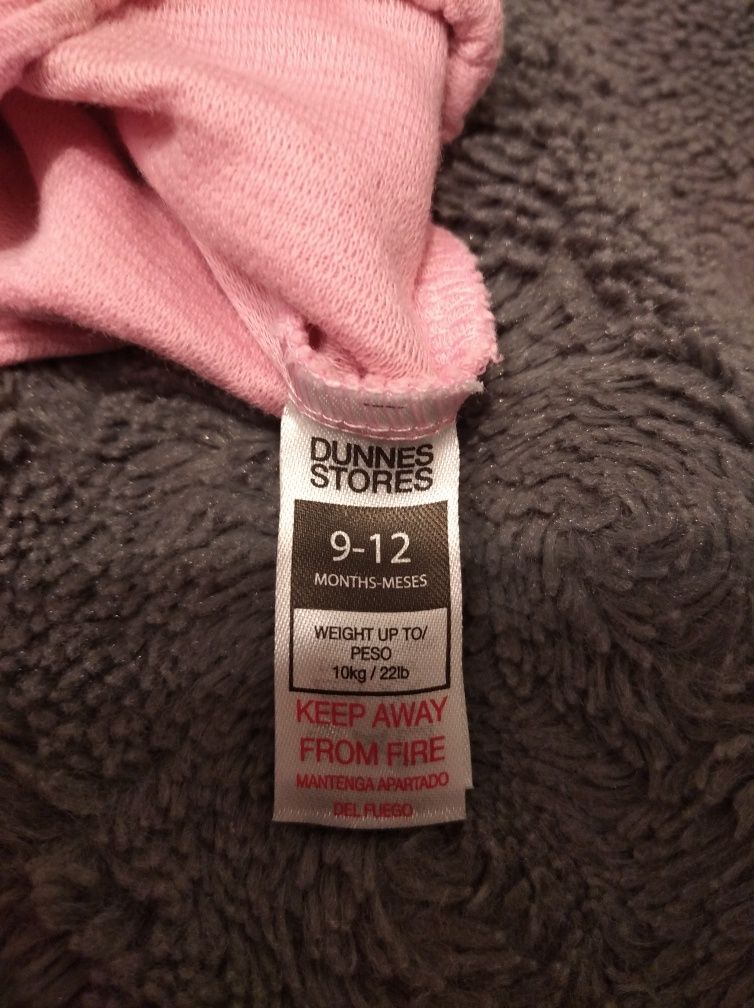 DUNNES
STORES
9-12
MONTHS-MESES
WEIGHT UP TO/
PESO
10kg / 22lb
KEEP AWAY
FROM FIRE
MANTENGA APARTADO
DEL FUEGO